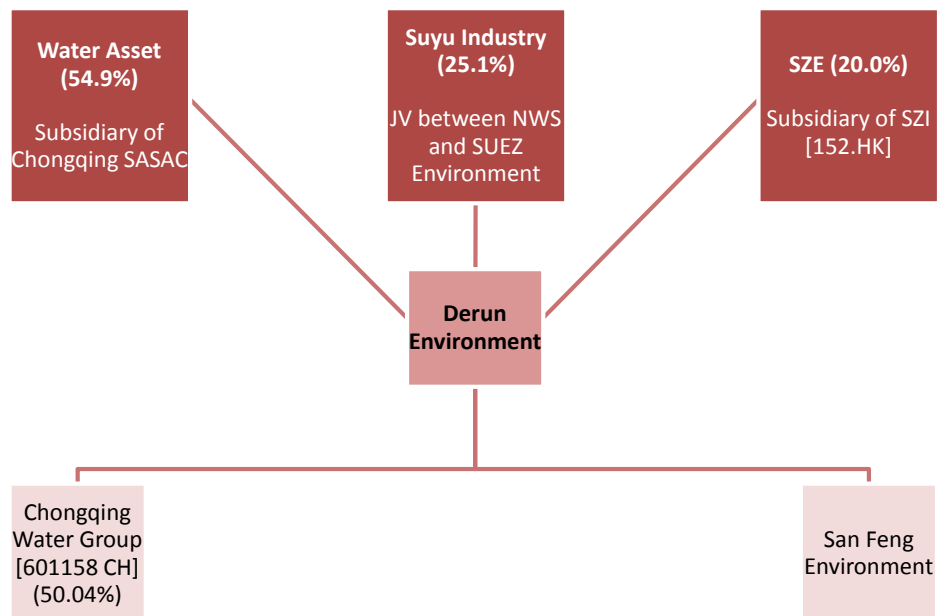 Water Asset
(54.9%)
Subsidiary of
Chongqing SASAC
Suyu Industry
(25.1%)
JV between NWS
and SUEZ
Environment
SZE (20.0%)
Subsidiary of SZI
[152.HK]
Derun
Environment
Chongqing
Water Group
[601158 CH]
(50.04%)
San Feng
Environment